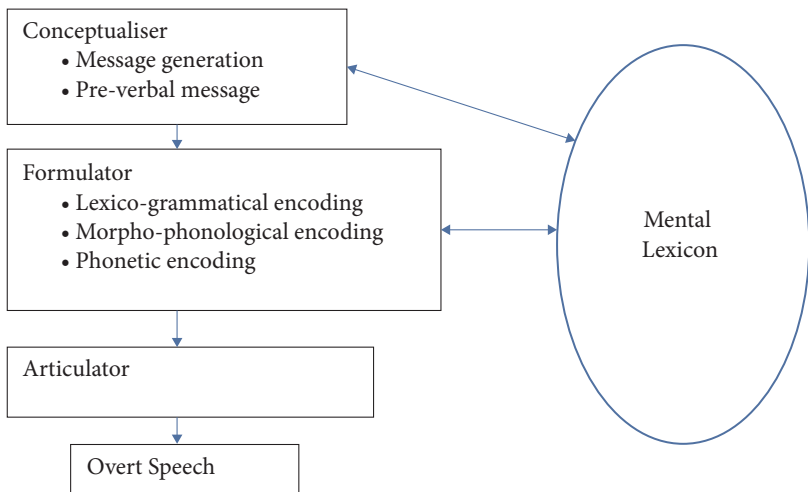 Conceptualiser
• Message generation
• Pre-verbal message
Formulator
• Lexico-grammatical encoding
• Morpho-phonological encoding
• Phonetic encoding
Mental
Lexicon
Articulator
Overt Speech